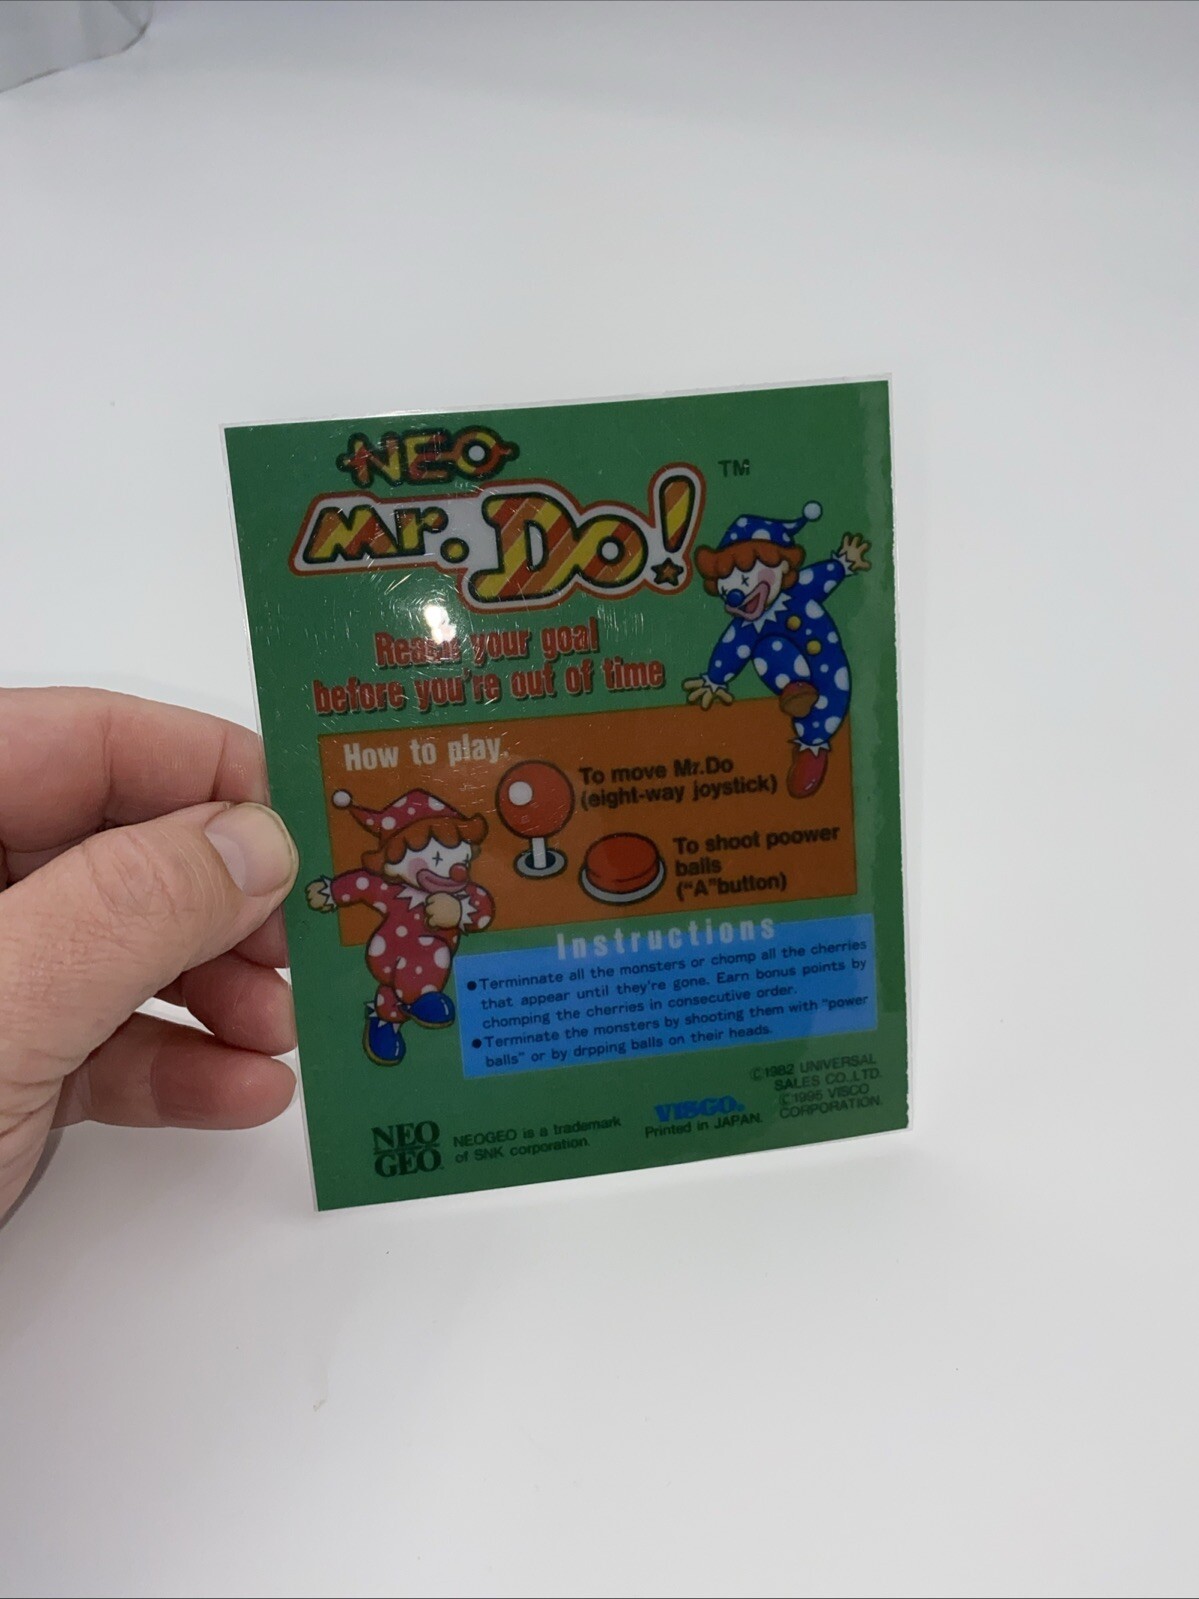 NEO
Mr. Do!
TM
Reach your goal
before you're out of time
How to play.
To move Mr.Do
(eight-way joystick)
To shoot poower
balls
("A"button)
Instructions
●Terminnate all the monsters or chomp all the cherries
that appear until they're gone. Earn bonus points by
chomping the cherries in consecutive order.
●Terminate the monsters by shooting them with "power
balls" or by drpping balls on their heads.
©1982 UNIVERSAL
SALES CO.,LTD.
©1995 VISCO
CORPORATION.
VISCO®
Printed in JAPAN.
NEO
GEO
NEOGEO is a trademark
of SNK corporation.